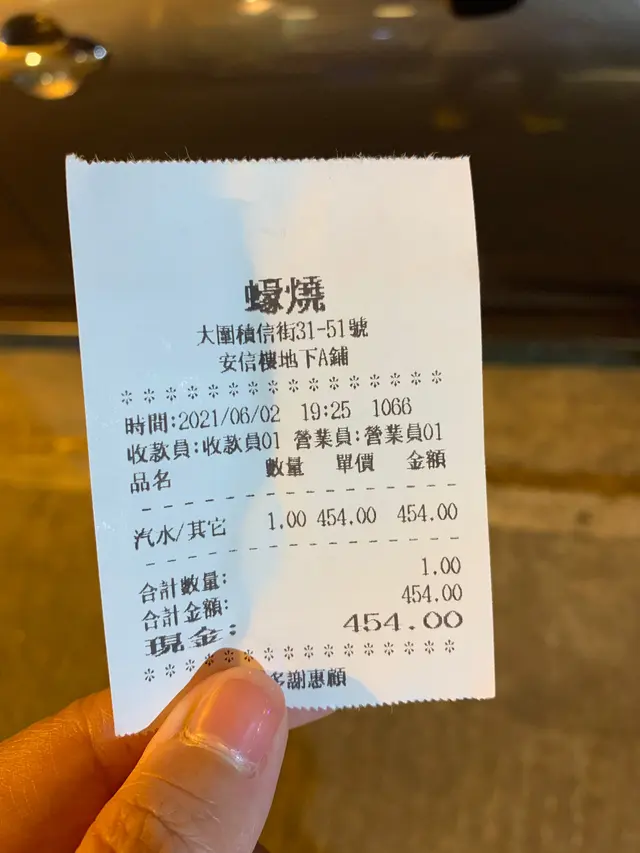 蠔燒
大圍積信街31-51號
安信樓地下A鋪
* * * * * * * * * * * * * * *
時間:2021/06/02 19:25 1066
收款員:收款員01 營業員:營業員01
品名 數量 單價 金額
- - - - - - - - - - - - - - -
汽水/其它 1.00 454.00 454.00
- - - - - - - - - - - - - - -
合計數量: 1.00
合計金額: 454.00
現金: 454.00
* * * * * * * * * * * * * * *
多謝惠顧